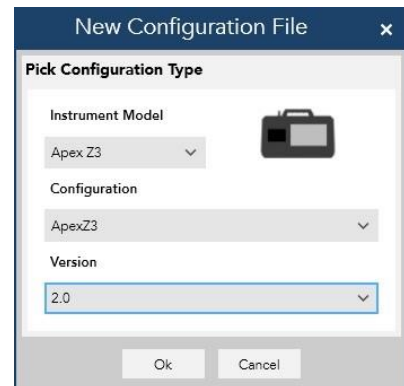 New Configuration File ×
Pick Configuration Type
Instrument Model
Apex Z3
Configuration
ApexZ3
Version
2.0
Ok Cancel